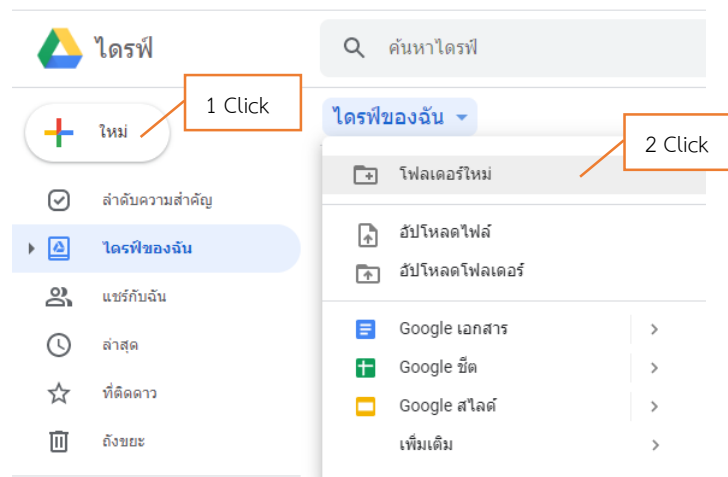 ไดรฟ์
ค้นหาไดรฟ์
1 Click
ใหม่
ไดรฟ์ของฉัน
2 Click
โฟลเดอร์ใหม่
ลำดับความสำคัญ
อัปโหลดไฟล์
ไดรฟ์ของฉัน
อัปโหลดโฟลเดอร์
แชร์กับฉัน
Google เอกสาร
ล่าสุด
Google ชีต
ที่ติดดาว
Google สไลด์
ถังขยะ
เพิ่มเติม